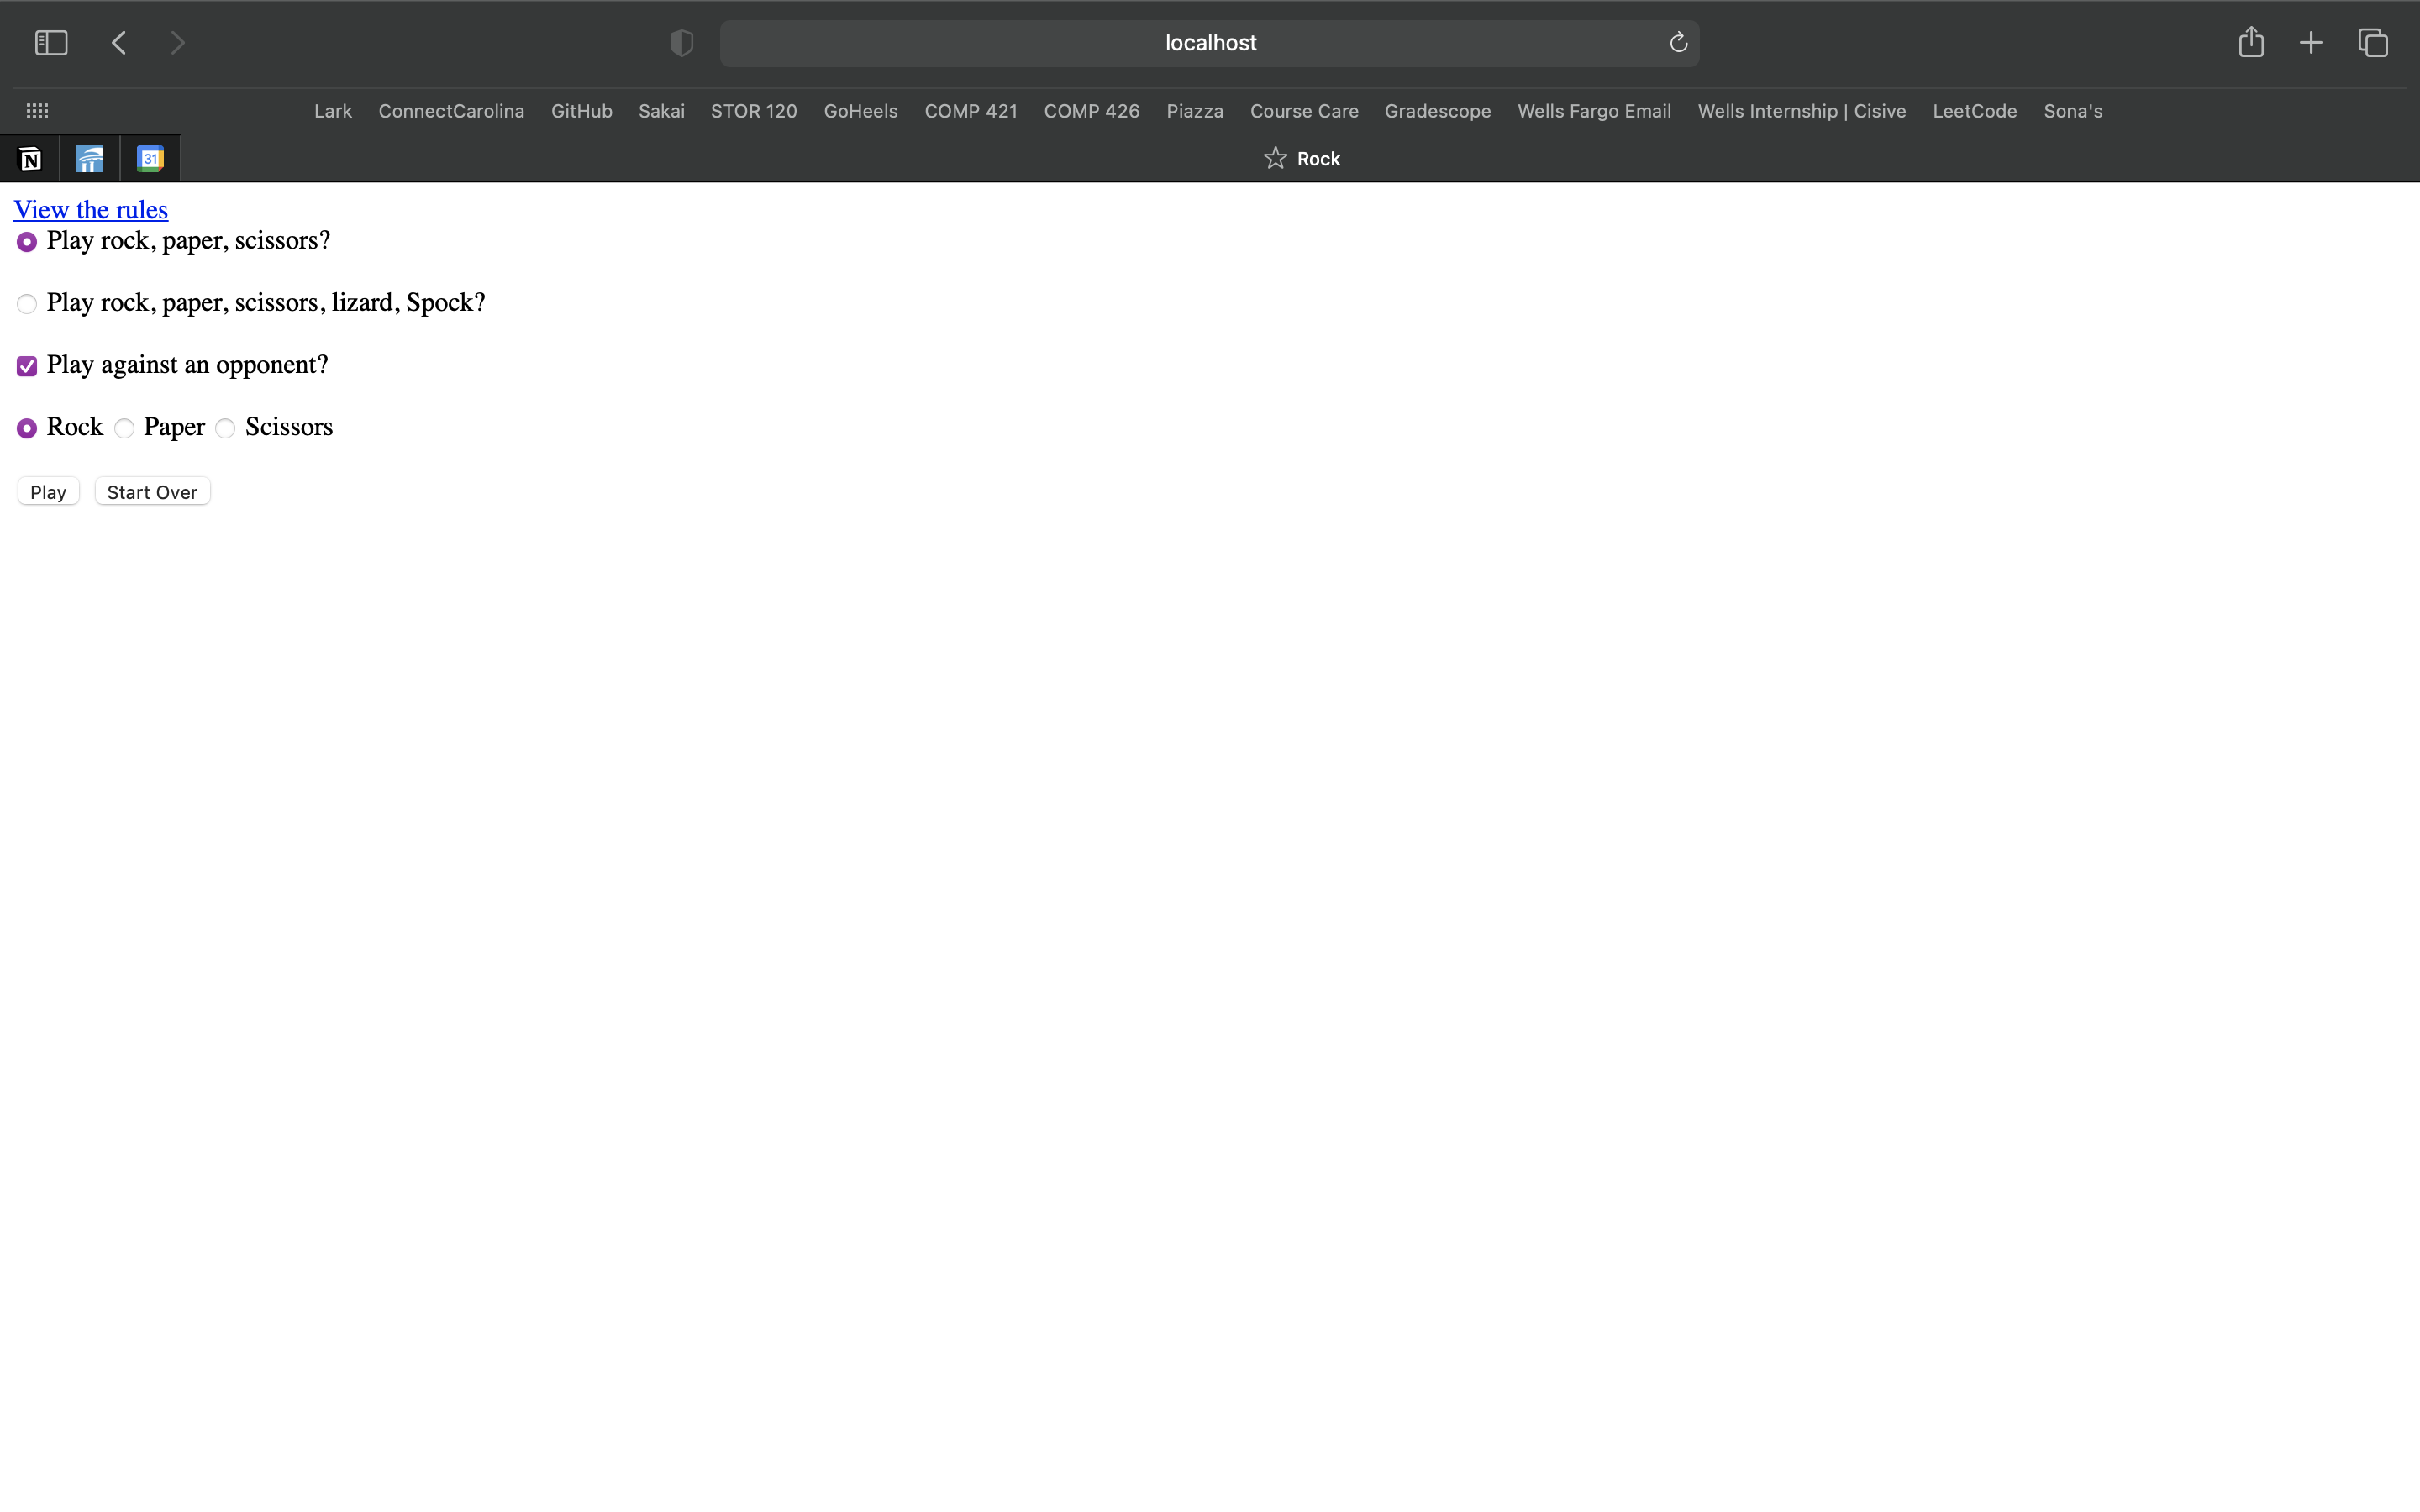 localhost
Lark ConnectCarolina GitHub Sakai STOR 120 GoHeels COMP 421 COMP 426 Piazza Course Care Gradescope Wells Fargo Email Wells Internship | Cisive LeetCode Sona's
N 31 Rock
View the rules
Play rock, paper, scissors?
Play rock, paper, scissors, lizard, Spock?
Play against an opponent?
Rock Paper Scissors
Play Start Over